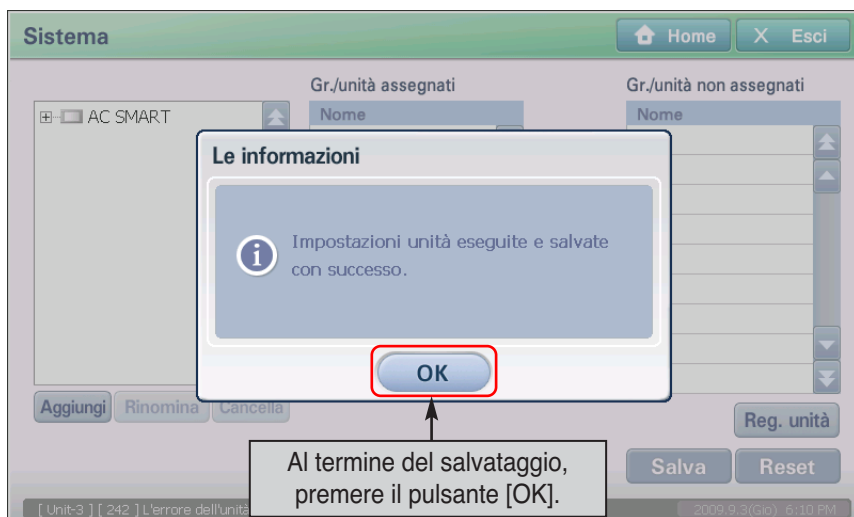 Sistema
Home
X Esci
Gr./unità assegnati
Gr./unità non assegnati
AC SMART
Nome
Nome
Le informazioni
Impostazioni unità eseguite e salvate
con successo.
OK
Aggiungi
Rinomina
Cancella
Reg. unità
Al termine del salvataggio,
premere il pulsante [OK].
Salva
Reset
[ Unit-3 ] [ 242 ] L'errore dell'unità
2009.9.3(Gio) 6:10 PM